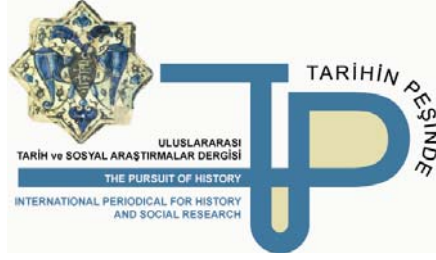 TARİHİN PEŞİNDE
TP
ULUSLARARASI
TARİH ve SOSYAL ARAŞTIRMALAR DERGİSİ
THE PURSUIT OF HISTORY
INTERNATIONAL PERIODICAL FOR HISTORY
AND SOCIAL RESEARCH